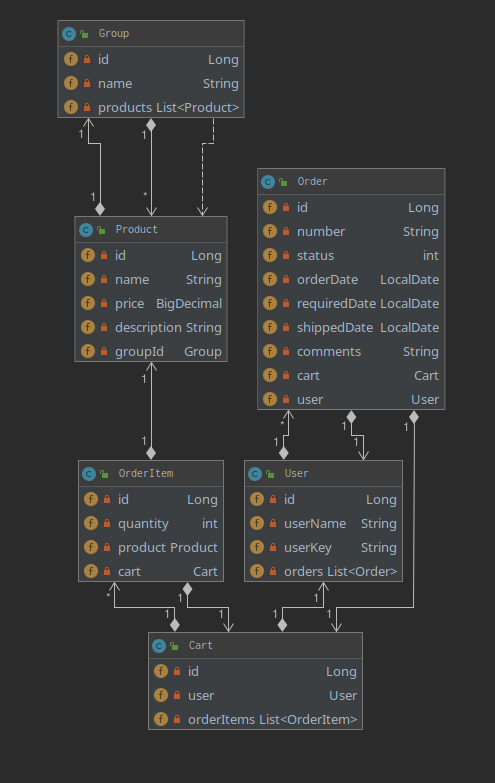 Group
id Long
name String
products List<Product>
1
1
1
*
Product
id Long
name String
price BigDecimal
description String
groupId Group
Order
id Long
number String
status int
orderDate LocalDate
requiredDate LocalDate
shippedDate LocalDate
comments String
cart Cart
user User
1
1
*
1
1
1
1
OrderItem
id Long
quantity int
product Product
cart Cart
User
id Long
userName String
userKey String
orders List<Order>
*
1
1
1
1
1
1
Cart
id Long
user User
orderItems List<OrderItem>